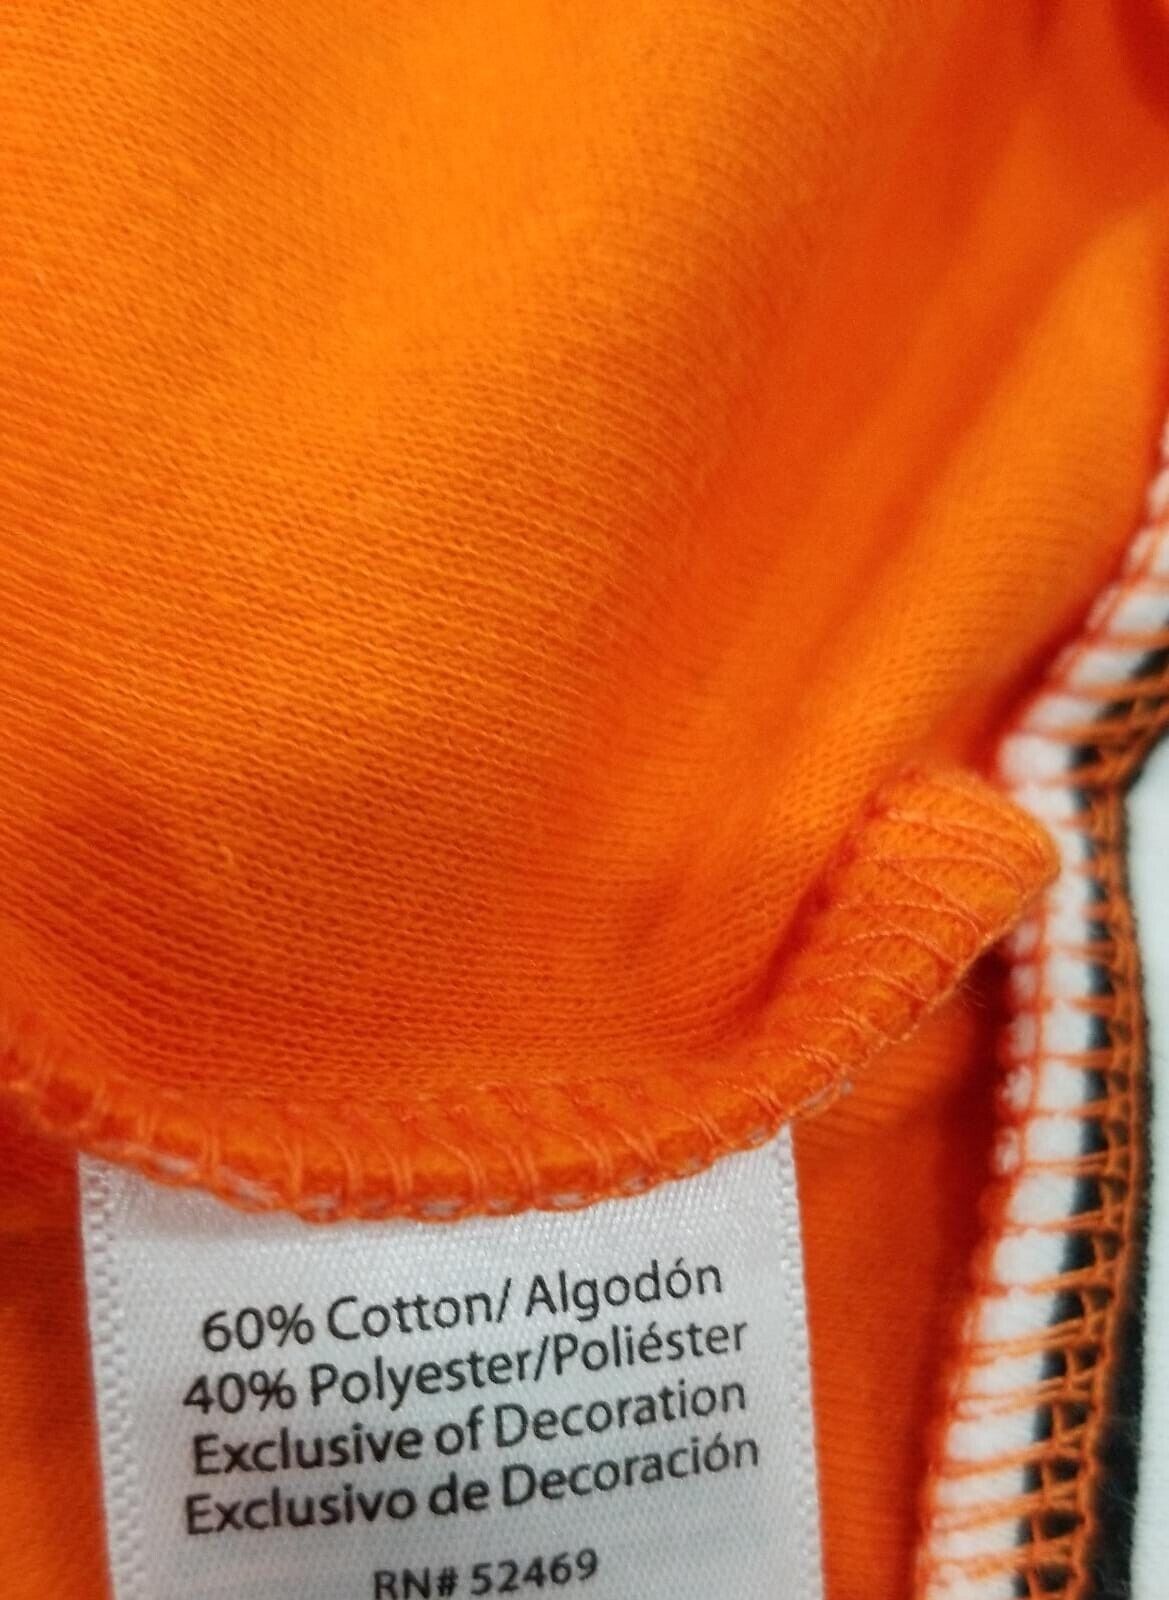 60% Cotton/ Algodón
40% Polyester/Poliéster
Exclusive of Decoration
Exclusivo de Decoración
RN# 52469